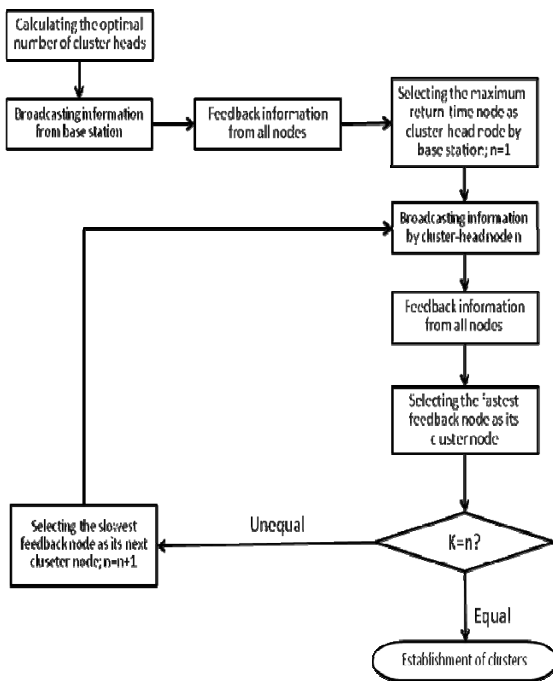 Calculating the optimal
number of cluster heads
Broadcasting information
from base station
Feedback information
from all nodes
Selecting the maximum
return-time node as
cluster-head node by
base station; n=1
Broadcasting information
by cluster-head node n
Feedback information
from all nodes
Selecting the fastest
feedback node as its
cluster node
K=n?
Unequal
Selecting the slowest
feedback node as its next
cluseter node; n=n+1
Equal
Establishment of clusters